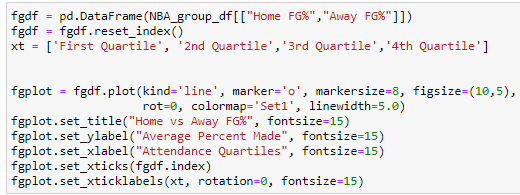 fgdf = pd.DataFrame(NBA_group_df[["Home FG%","Away FG%"]])
fgdf = fgdf.reset_index()
xt = ['First Quartile', '2nd Quartile','3rd Quartile','4th Quartile']
fgplot = fgdf.plot(kind='line', marker='o', markersize=8, figsize=(10,5),
rot=0, colormap='Set1', linewidth=5.0)
fgplot.set_title("Home vs Away FG%", fontsize=15)
fgplot.set_ylabel("Average Percent Made", fontsize=15)
fgplot.set_xlabel("Attendance Quartiles", fontsize=15)
fgplot.set_xticks(fgdf.index)
fgplot.set_xticklabels(xt, rotation=0, fontsize=15)